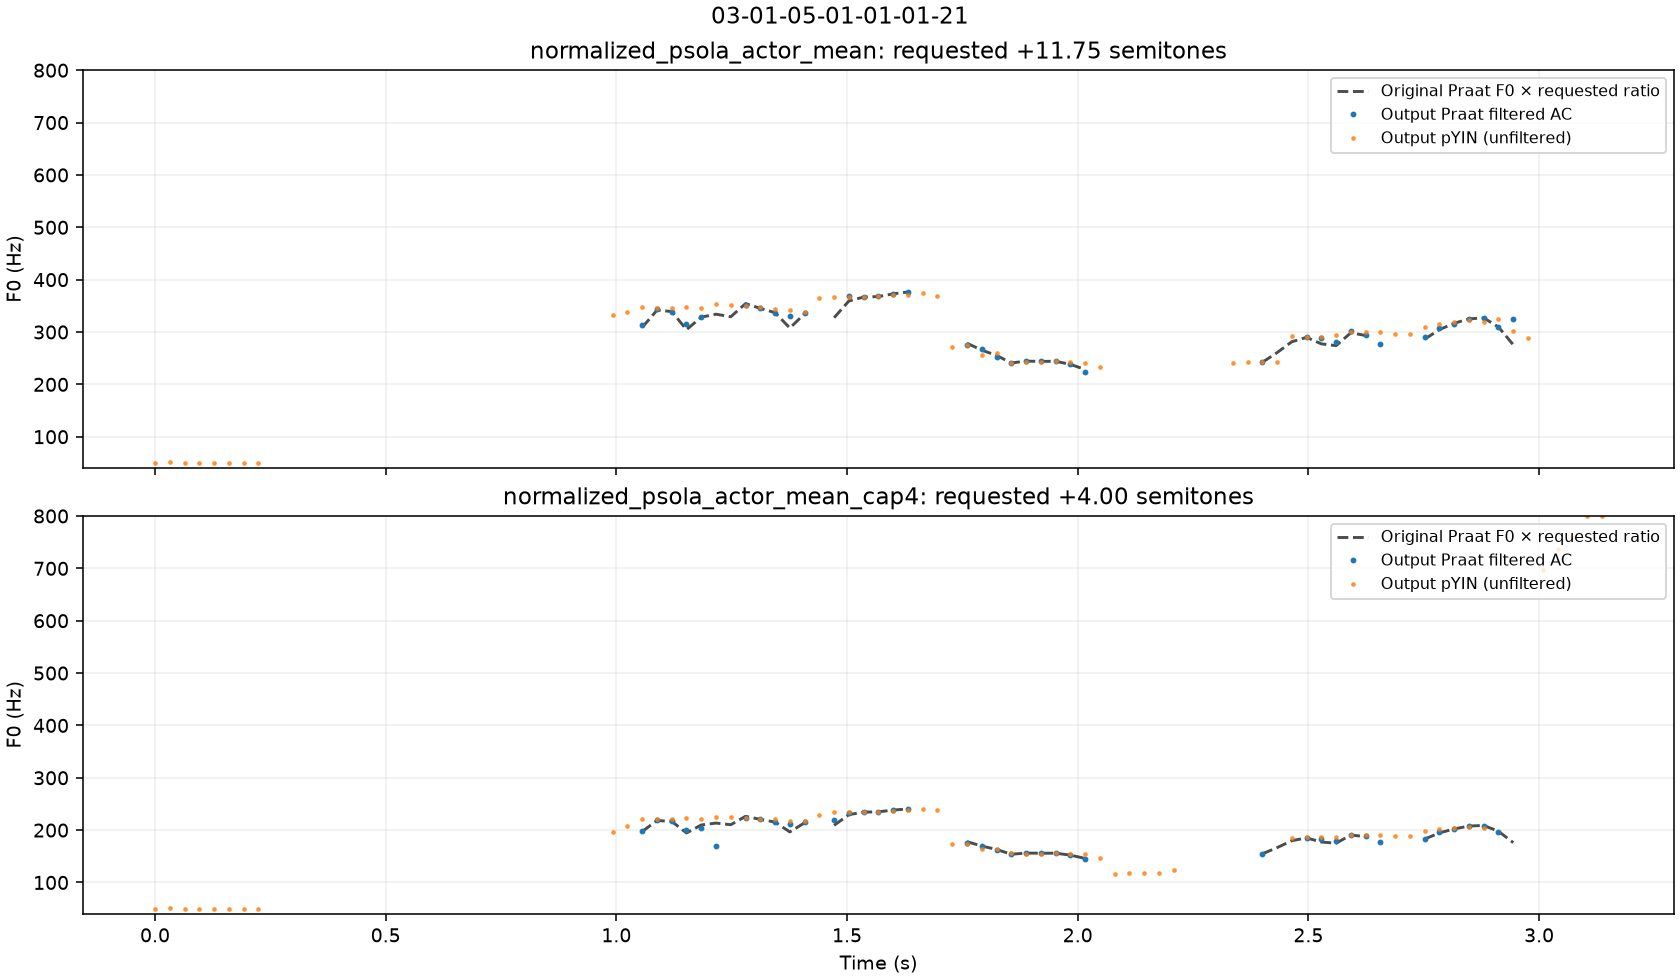 03-01-05-01-01-01-21
normalized_psola_actor_mean: requested +11.75 semitones
800
700
600
500
400
300
200
100
F0 (Hz)
Original Praat F0 × requested ratio
Output Praat filtered AC
Output pYIN (unfiltered)
normalized_psola_actor_mean_cap4: requested +4.00 semitones
800
700
600
500
400
300
200
100
F0 (Hz)
Original Praat F0 × requested ratio
Output Praat filtered AC
Output pYIN (unfiltered)
0.0 0.5 1.0 1.5 2.0 2.5 3.0
Time (s)